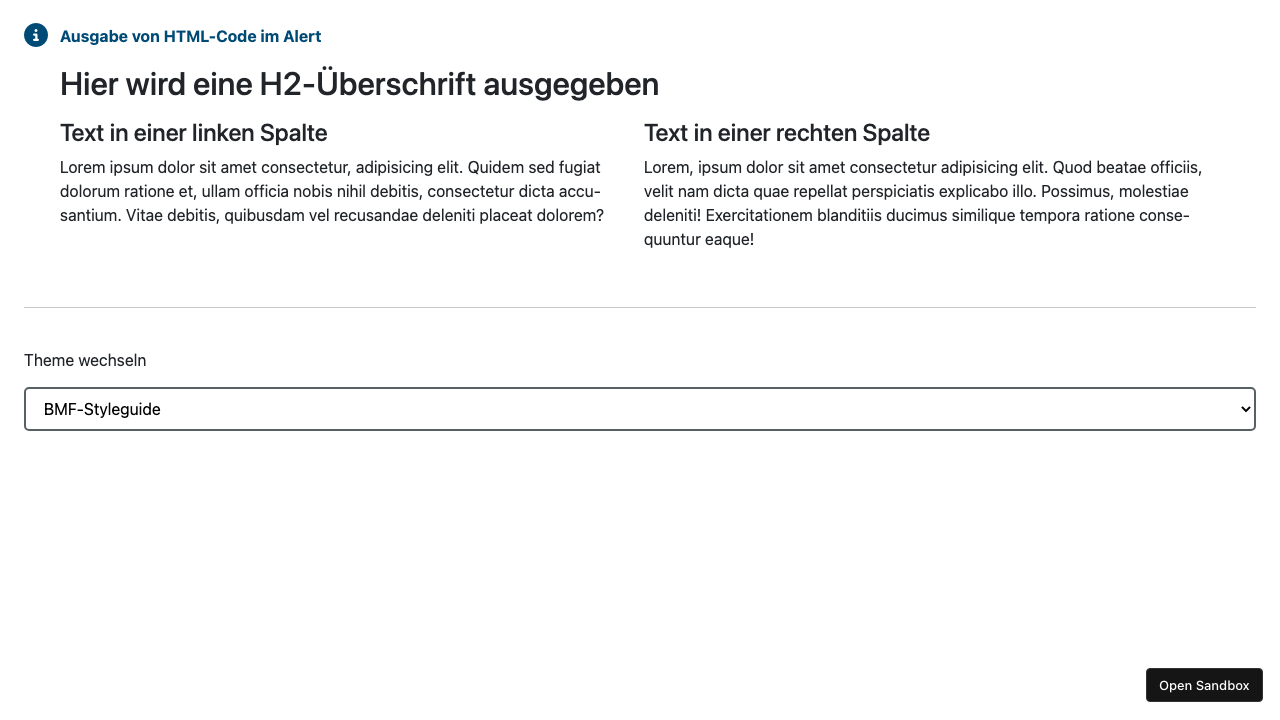 Ausgabe von HTML-Code im Alert
Hier wird eine H2-Überschrift ausgegeben
Text in einer linken Spalte
Lorem ipsum dolor sit amet consectetur, adipisicing elit. Quidem sed fugiat
dolorum ratione et, ullam officia nobis nihil debitis, consectetur dicta accu-
santium. Vitae debitis, quibusdam vel recusandae deleniti placeat dolorem?
Text in einer rechten Spalte
Lorem, ipsum dolor sit amet consectetur adipisicing elit. Quod beatae officiis,
velit nam dicta quae repellat perspiciatis explicabo illo. Possimus, molestiae
deleniti! Exercitationem blanditiis ducimus similique tempora ratione conse-
quuntur eaque!
Theme wechseln
BMF-Styleguide
Open Sandbox